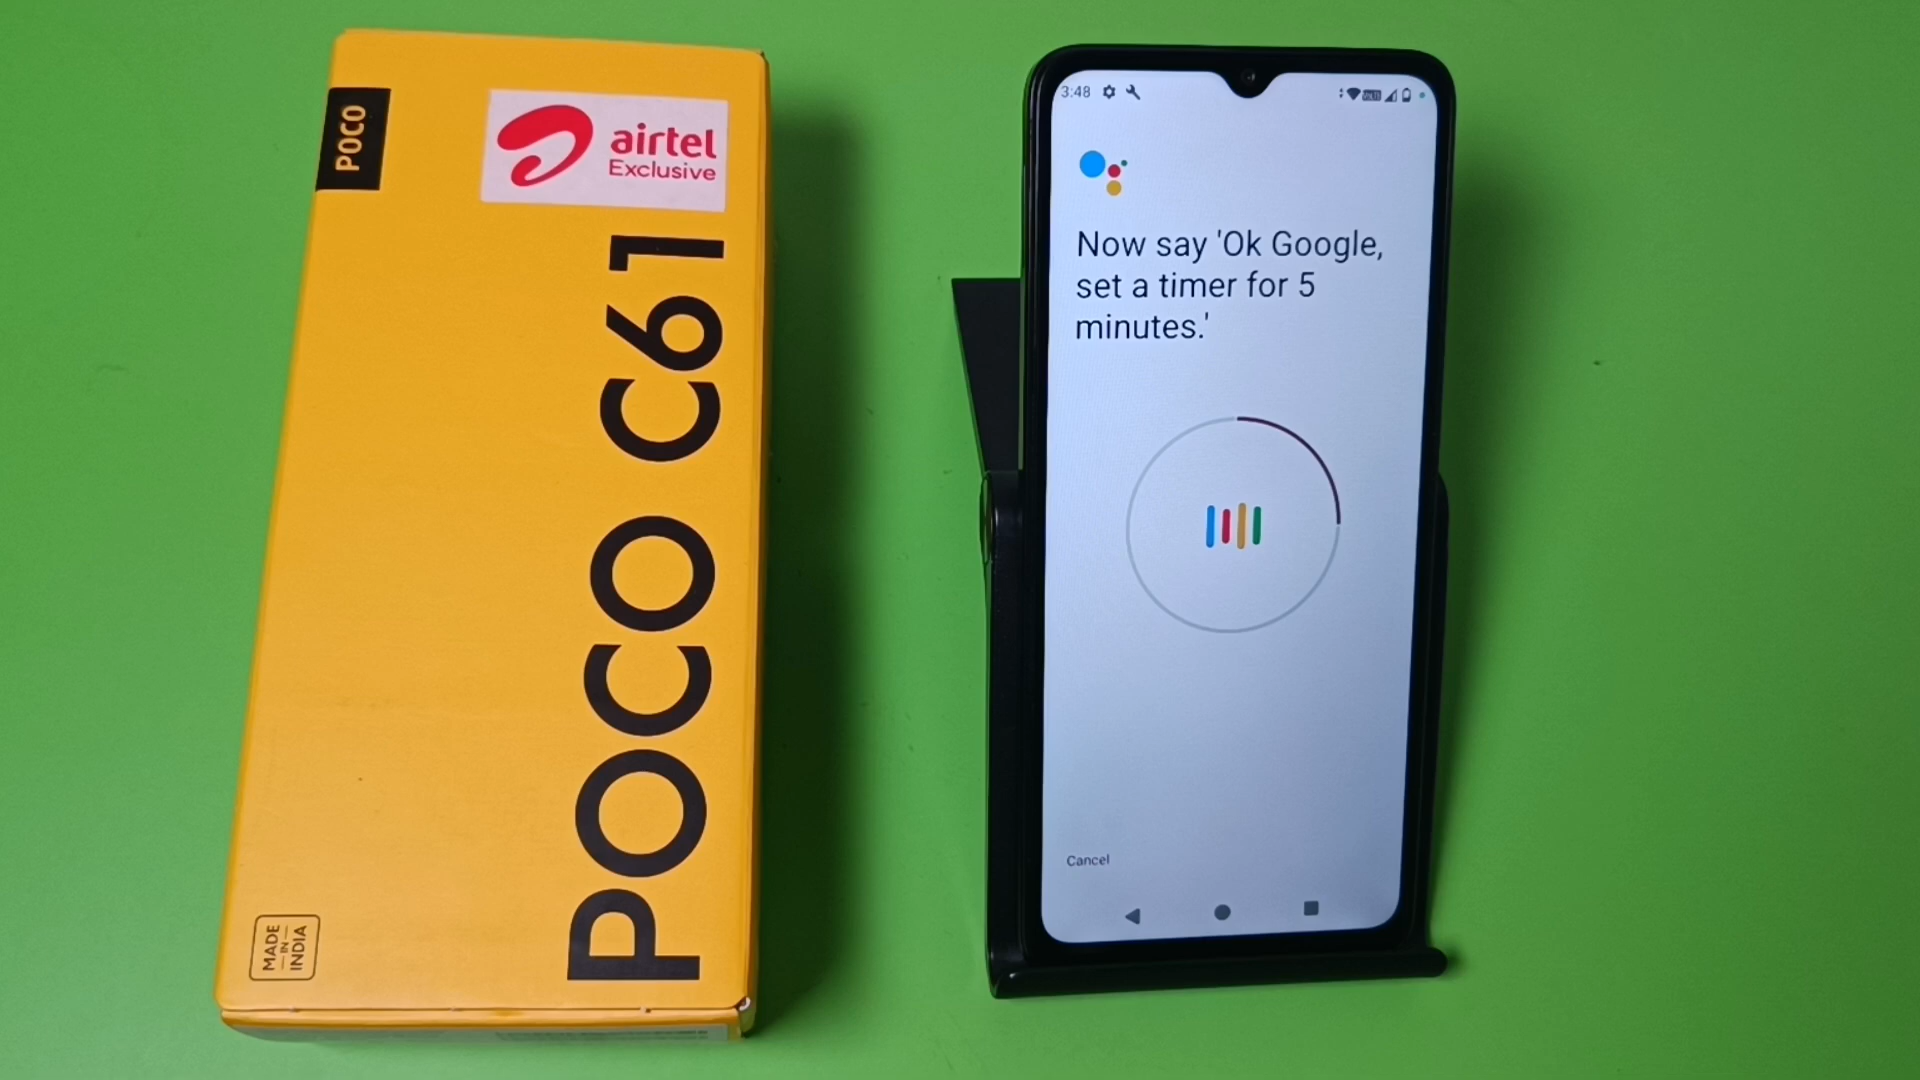 POCO
airtel
Exclusive
POCO C61
MADE
IN
INDIA
3:48
Now say 'Ok Google,
set a timer for 5
minutes.'
Cancel